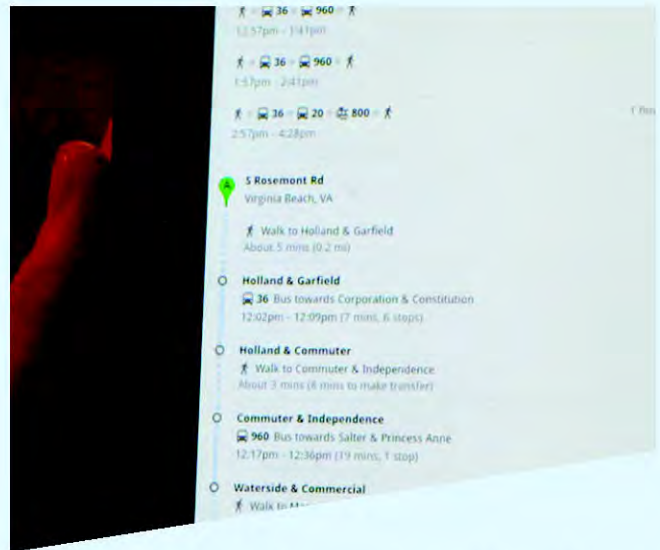 36 960
12:57pm - 1:41pm
36 960
1:57pm - 2:41pm
36 20 800
2:57pm - 4:28pm
A
S Rosemont Rd
Virginia Beach, VA
Walk to Holland & Garfield
About 5 mins (0.2 mi)
Holland & Garfield
36 Bus towards Corporation & Constitution
12:02pm - 12:09pm (7 mins, 6 stops)
Holland & Commuter
Walk to Commuter & Independence
About 3 mins (8 mins to make transfer)
Commuter & Independence
960 Bus towards Salter & Princess Anne
12:17pm - 12:36pm (19 mins, 1 stop)
Waterside & Commercial
Walk to